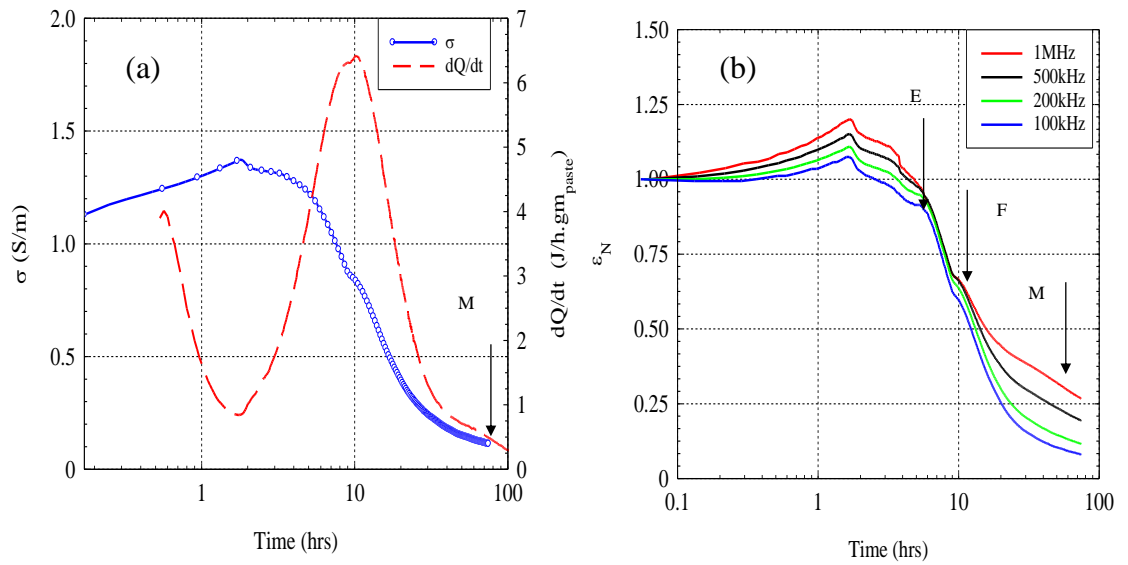 2.0
1.5
1.0
0.5
0
σ (S/m)
(a)
σ
dQ/dt
M
7
6
5
4
3
2
1
0
dQ/dt (J/h.gm_paste)
1
10
100
Time (hrs)
1.50
1.25
1.00
0.75
0.50
0.25
0
ε_N
(b)
1MHz
500kHz
200kHz
100kHz
E
F
M
0.1
1
10
100
Time (hrs)